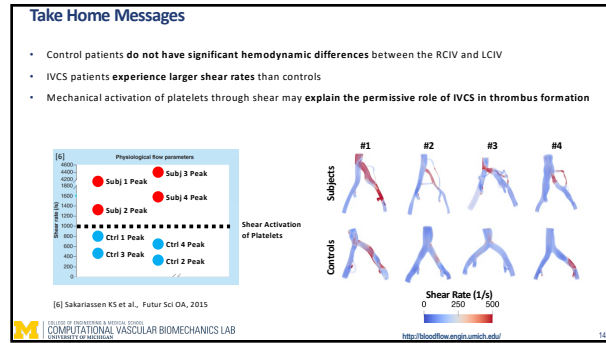 Take Home Messages
• Control patients do not have significant hemodynamic differences between the RCIV and LCIV
• IVCS patients experience larger shear rates than controls
• Mechanical activation of platelets through shear may explain the permissive role of IVCS in thrombus formation
[6]
Physiological flow parameters
Shear rate (/s)
4600
4400
4200
1800
1600
1400
1200
1000
800
600
400
200
0
Subj 1 Peak
Subj 3 Peak
Subj 2 Peak
Subj 4 Peak
Ctrl 1 Peak
Ctrl 4 Peak
Ctrl 3 Peak
Ctrl 2 Peak
Shear Activation
of Platelets
#1 #2 #3 #4
Subjects
Controls
Shear Rate (1/s)
0 250 500
[6] Sakariassen KS et al., Futur Sci OA, 2015
M
COLLEGE OF ENGINEERING & MEDICAL SCHOOL
COMPUTATIONAL VASCULAR BIOMECHANICS LAB
UNIVERSITY OF MICHIGAN
http://bloodflow.engin.umich.edu/
14